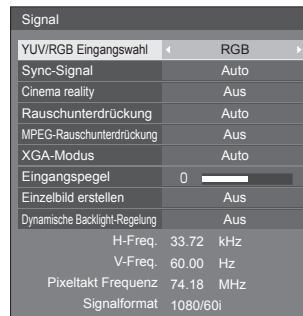 Signal
YUV/RGB Eingangswahl RGB
Sync-Signal Auto
Cinema reality Aus
Rauschunterdrückung Auto
MPEG-Rauschunterdrückung Aus
XGA-Modus Auto
Eingangspegel 0
Einzelbild erstellen Aus
Dynamische Backlight-Regelung Aus
H-Freq. 33.72 kHz
V-Freq. 60.00 Hz
Pixeltakt Frequenz 74.18 MHz
Signalformat 1080/60i